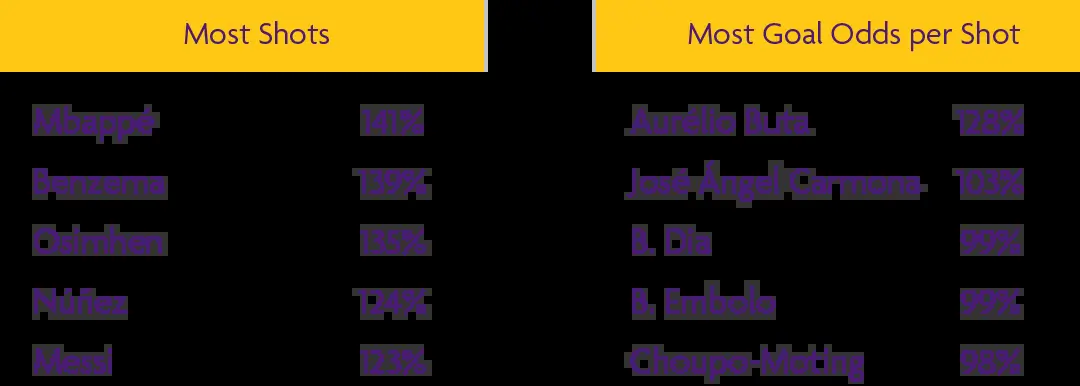 Most Shots
Mbappé 141%
Benzema 139%
Osimhen 135%
Núñez 124%
Messi 123%
Most Goal Odds per Shot
Aurélio Buta 128%
José Ángel Carmona 103%
B. Dia 99%
B. Embolo 99%
Choupo-Moting 98%